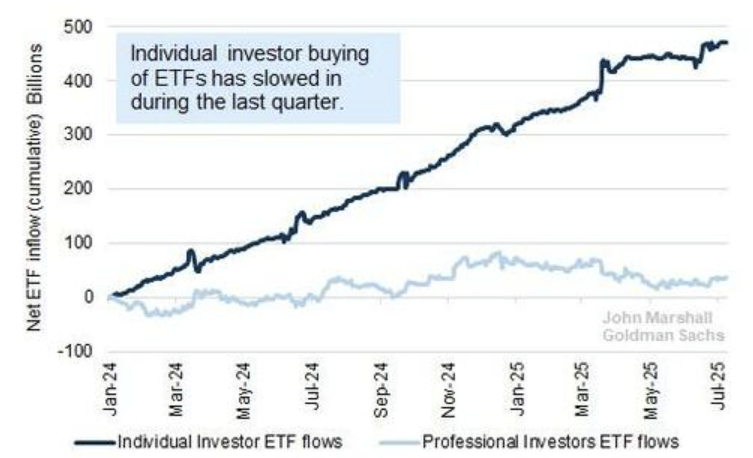 500
400
300
200
100
0
-100
Net ETF inflow (cumulative) Billions
Individual investor buying
of ETFs has slowed in
during the last quarter.
John Marshall
Goldman Sachs
Jan-24
Mar-24
May-24
Jul-24
Sep-24
Nov-24
Jan-25
Mar-25
May-25
Jul-25
Individual Investor ETF flows
Professional Investors ETF flows